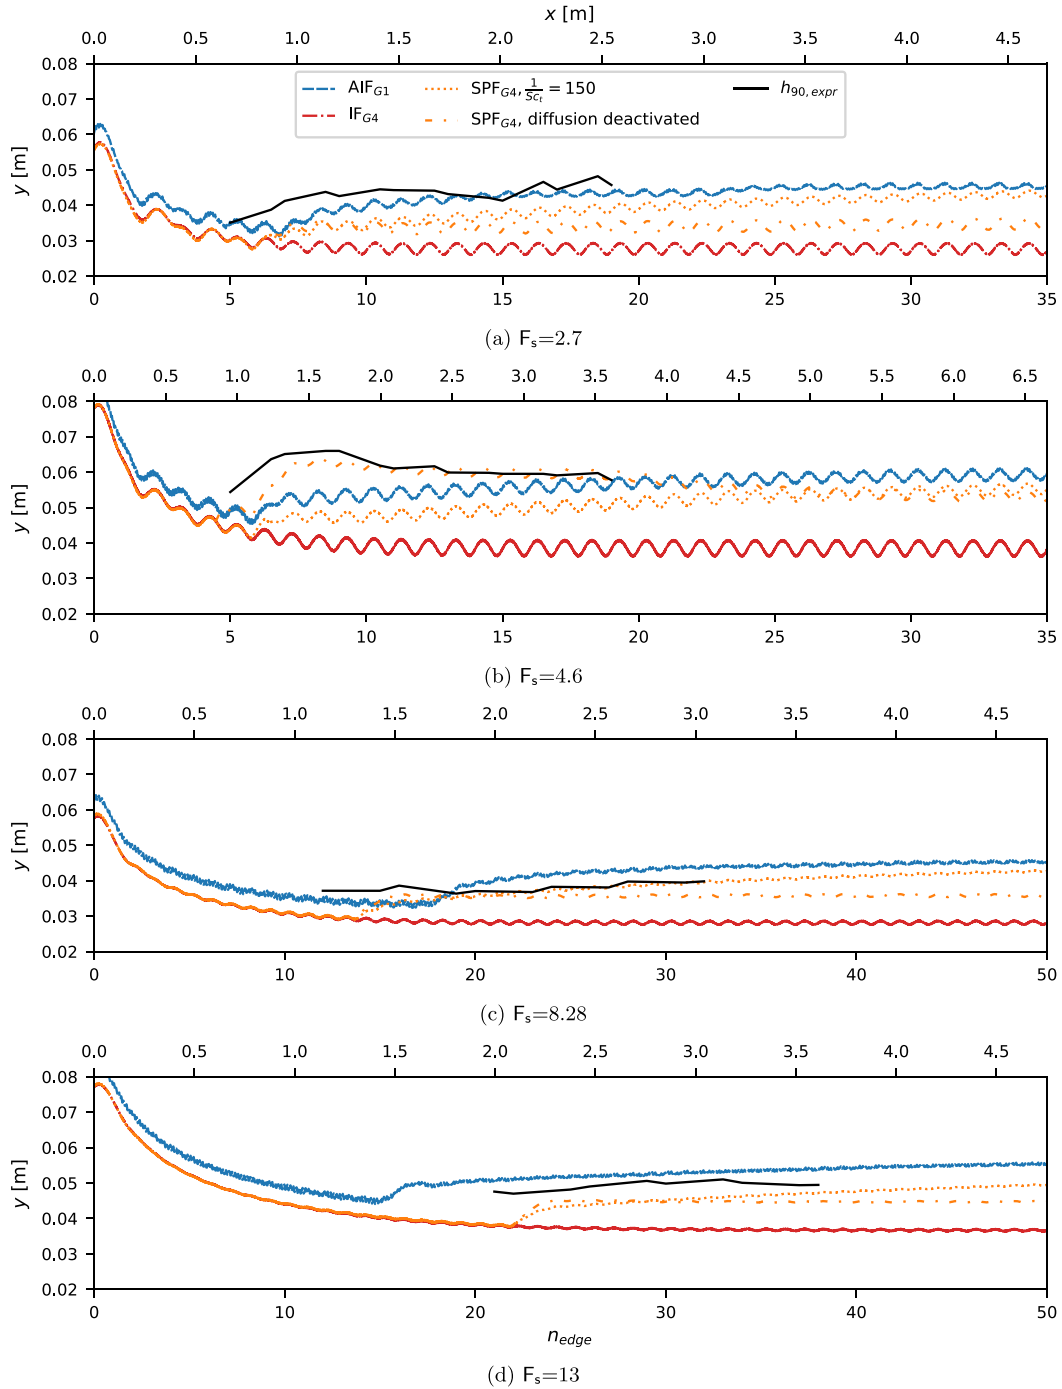 x [m]
0.0 0.5 1.0 1.5 2.0 2.5 3.0 3.5 4.0 4.5
0.08
0.07
0.06
0.05
0.04
0.03
0.02
y [m]
AIF_G1
IF_G4
SPF_G4, 1/Sc_t = 150
SPF_G4, diffusion deactivated
h_90,expr
0 5 10 15 20 25 30 35
(a) F_s=2.7
0.0 0.5 1.0 1.5 2.0 2.5 3.0 3.5 4.0 4.5 5.0 5.5 6.0 6.5
0.08
0.07
0.06
0.05
0.04
0.03
0.02
y [m]
0 5 10 15 20 25 30 35
(b) F_s=4.6
0.0 0.5 1.0 1.5 2.0 2.5 3.0 3.5 4.0 4.5
0.08
0.07
0.06
0.05
0.04
0.03
0.02
y [m]
0 10 20 30 40 50
(c) F_s=8.28
0.0 0.5 1.0 1.5 2.0 2.5 3.0 3.5 4.0 4.5
0.08
0.07
0.06
0.05
0.04
0.03
0.02
y [m]
0 10 20 30 40 50
n_edge
(d) F_s=13